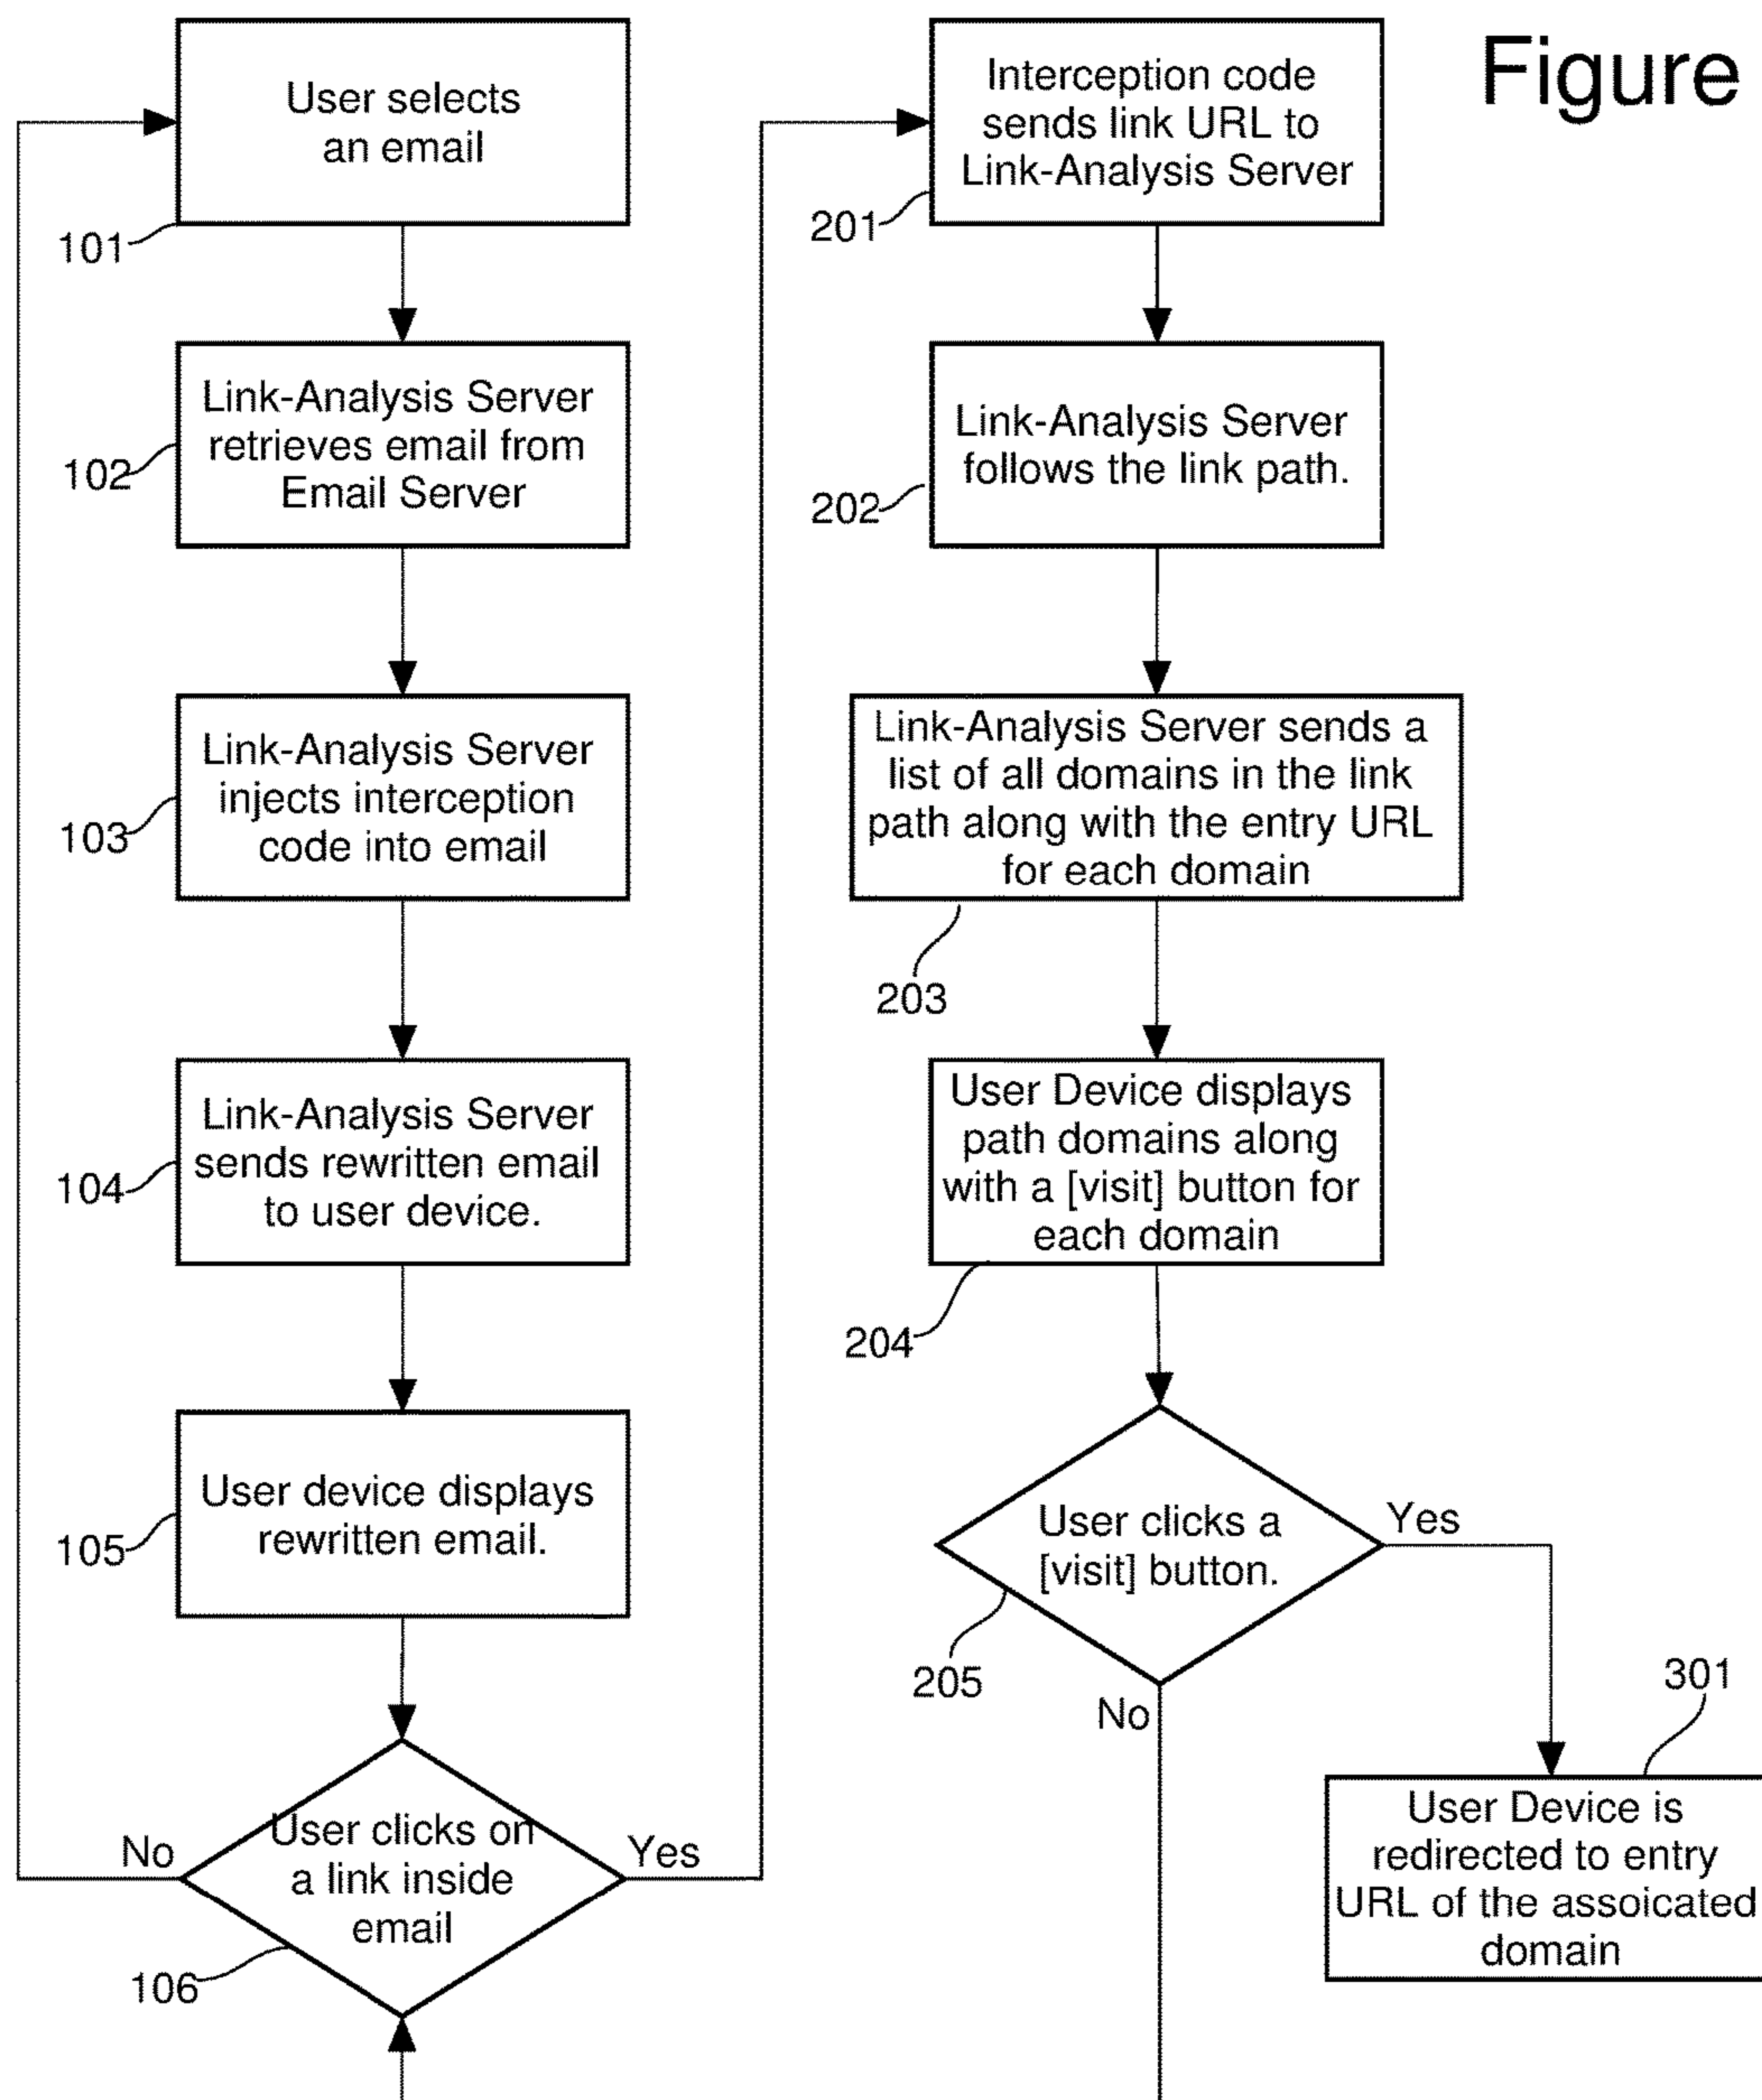 Figure
User selects
an email
101
Link-Analysis Server
retrieves email from
Email Server
102
Link-Analysis Server
injects interception
code into email
103
Link-Analysis Server
sends rewritten email
to user device.
104
User device displays
rewritten email.
105
User clicks on
a link inside
email
No
Yes
106
Interception code
sends link URL to
Link-Analysis Server
201
Link-Analysis Server
follows the link path.
202
Link-Analysis Server sends a
list of all domains in the link
path along with the entry URL
for each domain
203
User Device displays
path domains along
with a [visit] button for
each domain
204
User clicks a
[visit] button.
Yes
205
No
301
User Device is
redirected to entry
URL of the assoicated
domain